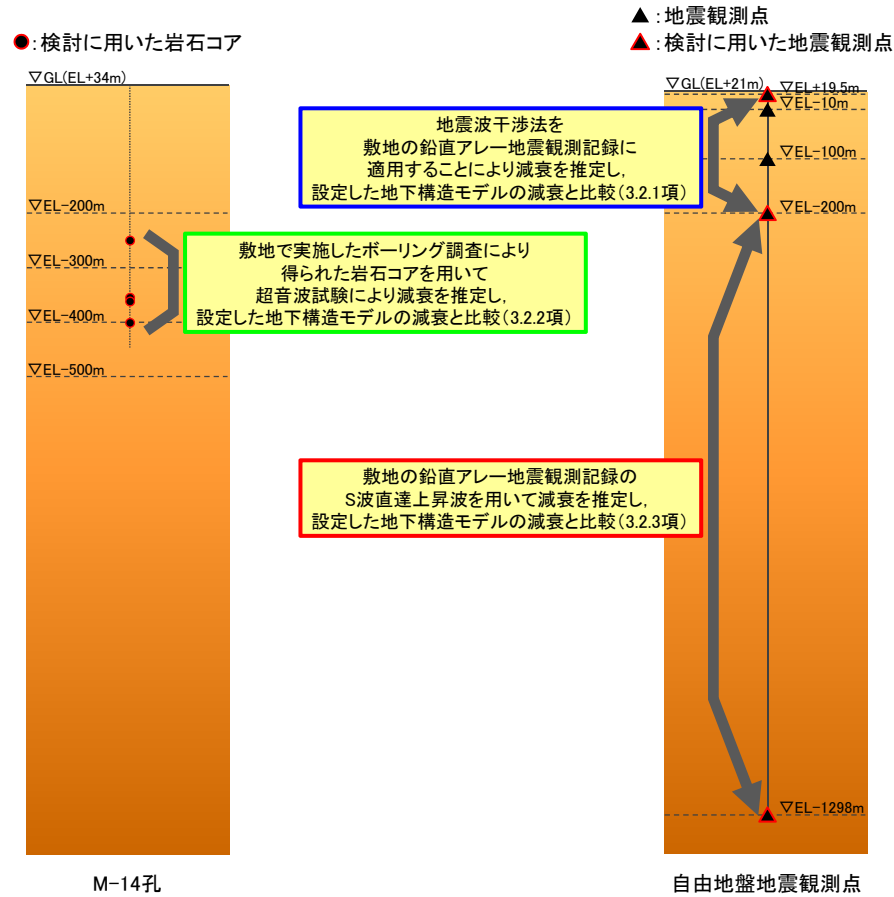 ▲:地震観測点
●:検討に用いた岩石コア
▲:検討に用いた地震観測点
▽GL(EL+34m)
▽EL-200m
▽EL-300m
▽EL-400m
▽EL-500m
M-14孔
地震波干渉法を
敷地の鉛直アレー地震観測記録に
適用することにより減衰を推定し,
設定した地下構造モデルの減衰と比較(3.2.1項)
敷地で実施したボーリング調査により
得られた岩石コアを用いて
超音波試験により減衰を推定し,
設定した地下構造モデルの減衰と比較(3.2.2項)
敷地の鉛直アレー地震観測記録の
S波直達上昇波を用いて減衰を推定し,
設定した地下構造モデルの減衰と比較(3.2.3項)
▽GL(EL+21m)
▽EL+19.5m
▽EL-10m
▽EL-100m
▽EL-200m
▽EL-1298m
自由地盤地震観測点